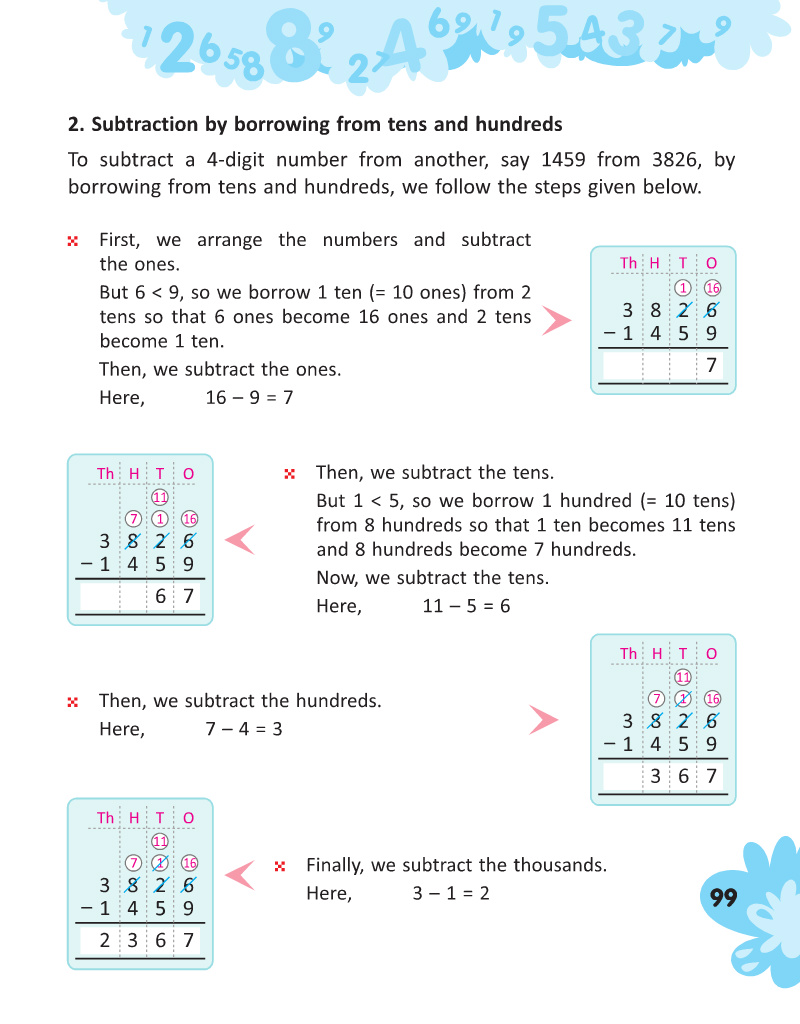 1 2 6 5 8 8 9 2 7 4 6 9 1 9 5 4 3 7 9
2. Subtraction by borrowing from tens and hundreds
To subtract a 4-digit number from another, say 1459 from 3826, by
borrowing from tens and hundreds, we follow the steps given below.
First, we arrange the numbers and subtract
the ones.
But 6 < 9, so we borrow 1 ten (= 10 ones) from 2
tens so that 6 ones become 16 ones and 2 tens
become 1 ten.
Then, we subtract the ones.
Here, 16 – 9 = 7
Th H T O
1 16
3 8 2 6
– 1 4 5 9
7
Th H T O
11
7 1 16
3 8 2 6
– 1 4 5 9
6 7
Then, we subtract the tens.
But 1 < 5, so we borrow 1 hundred (= 10 tens)
from 8 hundreds so that 1 ten becomes 11 tens
and 8 hundreds become 7 hundreds.
Now, we subtract the tens.
Here, 11 – 5 = 6
Then, we subtract the hundreds.
Here, 7 – 4 = 3
Th H T O
11
7 1 16
3 8 2 6
– 1 4 5 9
3 6 7
Th H T O
11
7 1 16
3 8 2 6
– 1 4 5 9
2 3 6 7
Finally, we subtract the thousands.
Here, 3 – 1 = 2
99